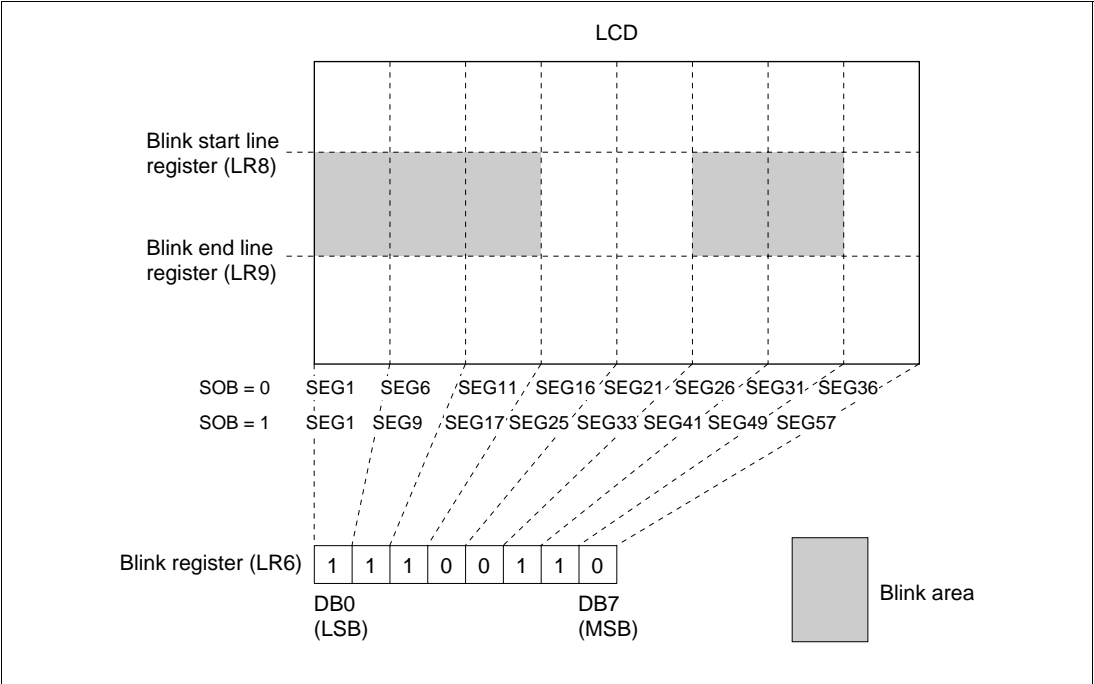 LCD
Blink start line
register (LR8)
Blink end line
register (LR9)
SOB = 0 SEG1 SEG6 SEG11 SEG16 SEG21 SEG26 SEG31 SEG36
SOB = 1 SEG1 SEG9 SEG17 SEG25 SEG33 SEG41 SEG49 SEG57
Blink register (LR6) 1 1 1 0 0 1 1 0
DB0 DB7
(LSB) (MSB)
Blink area